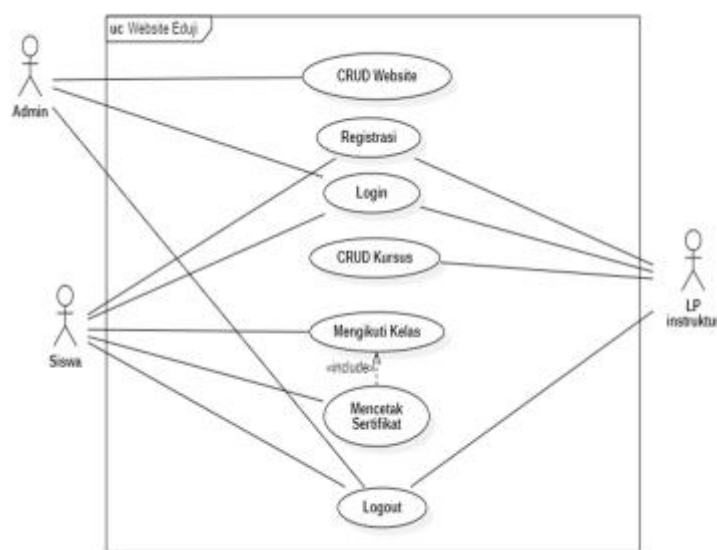 uc Website Eduji
CRUD Website
Admin
Registrasi
Login
CRUD Kursus
LP
instruktur
Mengikuti Kelas
Siswa
«include»
Mencetak
Sertifikat
Logout